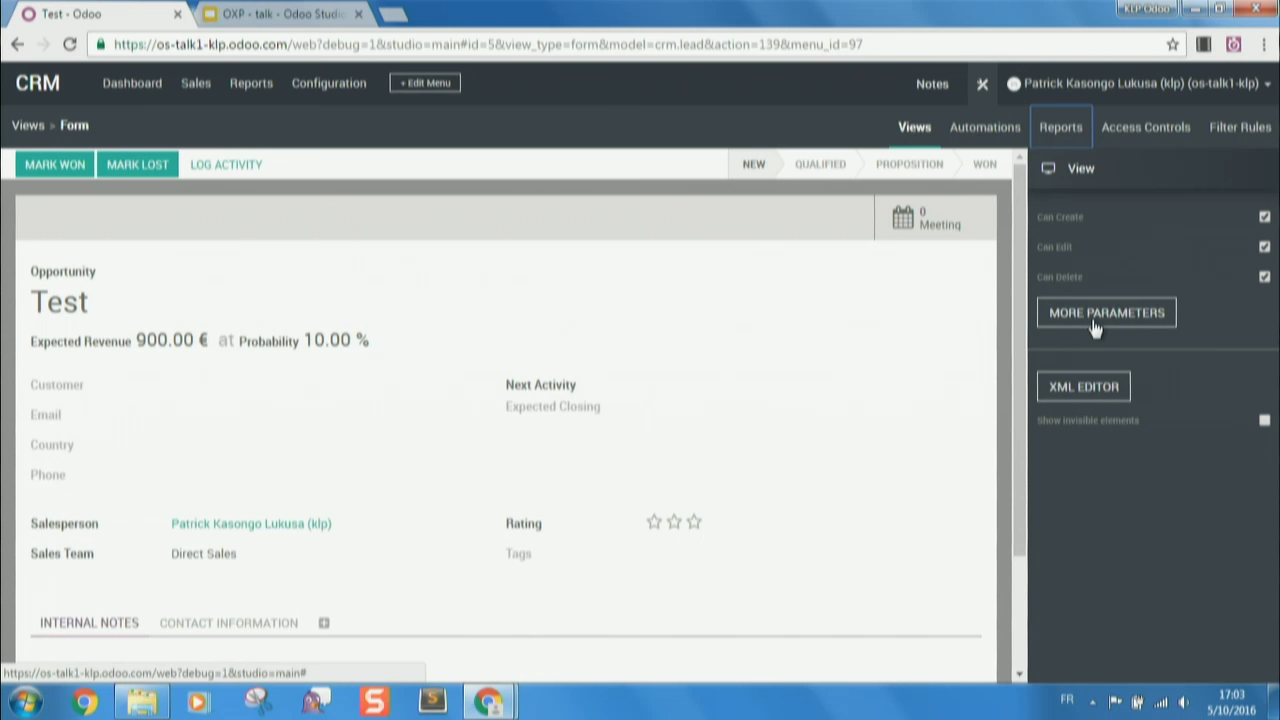 Test - Odoo
OXP - talk - Odoo Studi
KLP Odoo
https://os-talk1-klp.odoo.com/web?debug=1&studio=main#id=5&view_type=form&model=crm.lead&action=139&menu_id=97
CRM Dashboard Sales Reports Configuration + Edit Menu Notes Patrick Kasongo Lukusa (klp) (os-talk1-klp)
Views > Form Views Automations Reports Access Controls Filter Rules
MARK WON MARK LOST LOG ACTIVITY NEW QUALIFIED PROPOSITION WON
View
0
Meeting
Can Create
Can Edit
Can Delete
MORE PARAMETERS
XML EDITOR
Show invisible elements
Opportunity
Test
Expected Revenue 900.00 € at Probability 10.00 %
Customer Next Activity
Expected Closing
Email
Country
Phone
Salesperson Patrick Kasongo Lukusa (klp) Rating
Sales Team Direct Sales Tags
INTERNAL NOTES CONTACT INFORMATION
https://os-talk1-klp.odoo.com/web?debug=1&studio=main#
FR 17:03
5/10/2016